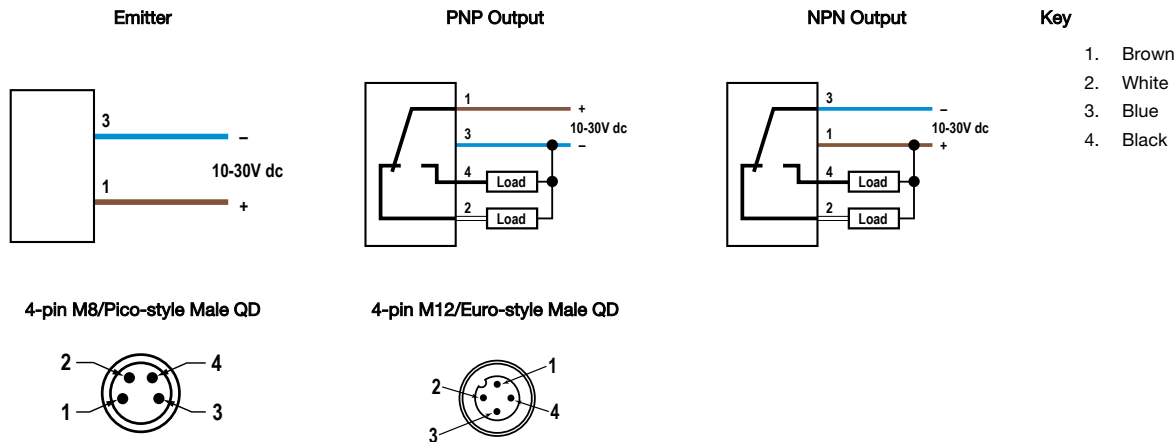 Emitter
3
–
10-30V dc
1
+
PNP Output
1
+
10-30V dc
3
–
4
Load
2
Load
NPN Output
3
–
10-30V dc
1
+
4
Load
2
Load
Key
1. Brown
2. White
3. Blue
4. Black
4-pin M8/Pico-style Male QD
2
4
1
3
4-pin M12/Euro-style Male QD
1
2
4
3